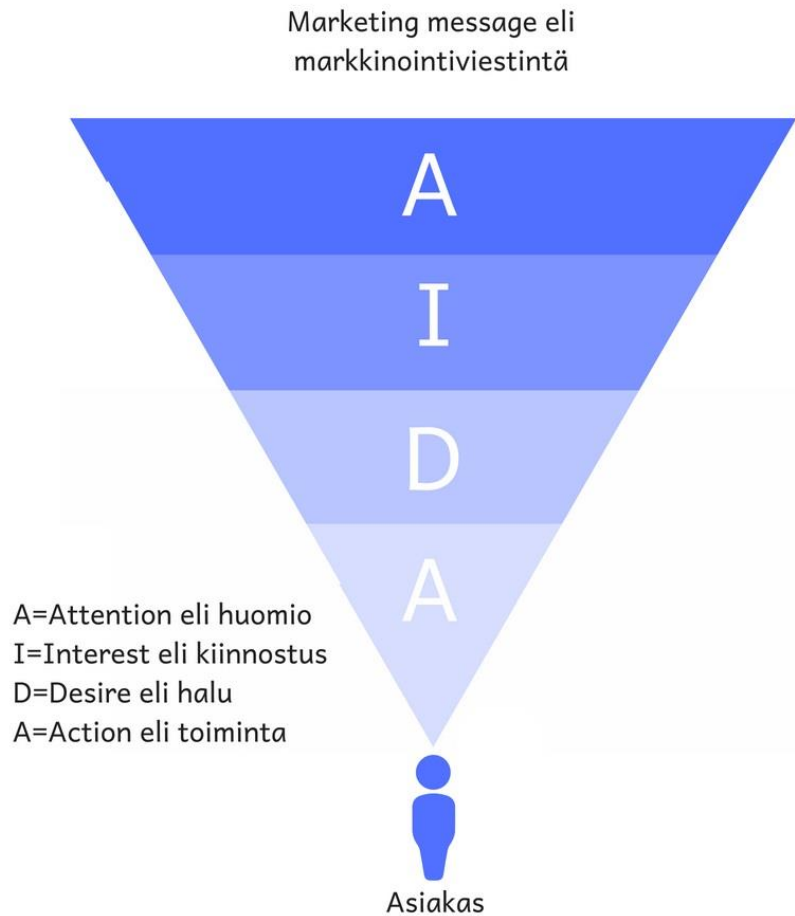 Marketing message eli
markkinointiviestintä
A
I
D
A
A=Attention eli huomio
I=Interest eli kiinnostus
D=Desire eli halu
A=Action eli toiminta
Asiakas